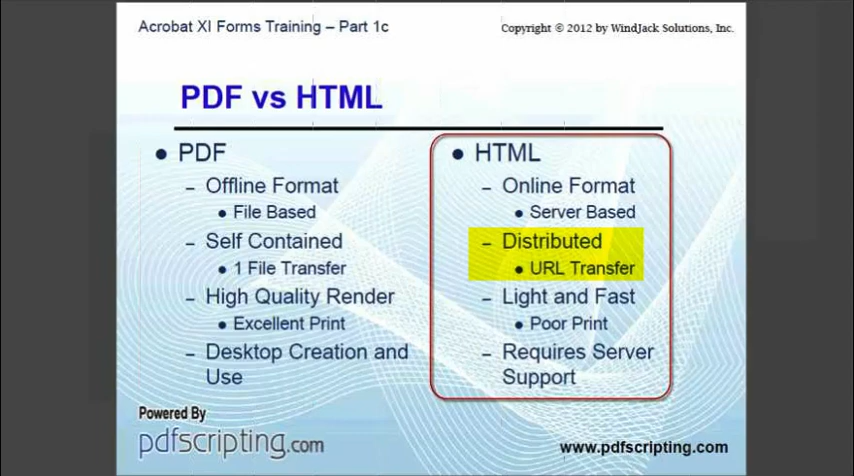 Acrobat XI Forms Training – Part 1c
Copyright © 2012 by WindJack Solutions, Inc.
PDF vs HTML
● PDF
– Offline Format
● File Based
– Self Contained
● 1 File Transfer
– High Quality Render
● Excellent Print
– Desktop Creation and
Use
● HTML
– Online Format
● Server Based
– Distributed
● URL Transfer
– Light and Fast
● Poor Print
– Requires Server
Support
Powered By
pdfscripting.com
www.pdfscripting.com